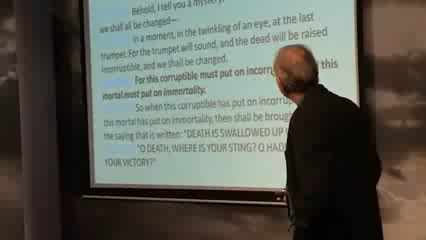 Behold, I tell you a mystery:
we shall all be changed—
in a moment, in the twinkling of an eye, at the last
trumpet. For the trumpet will sound, and the dead will be raised
incorruptible, and we shall be changed.
For this corruptible must put on this
mortal must put on immortality.
So when this corruptible has put on
this mortal has put on immortality, then shall be
the saying that is written: "DEATH IS SWALLOWED UP
"O DEATH, WHERE IS YOUR STING? O
YOUR VICTORY?"